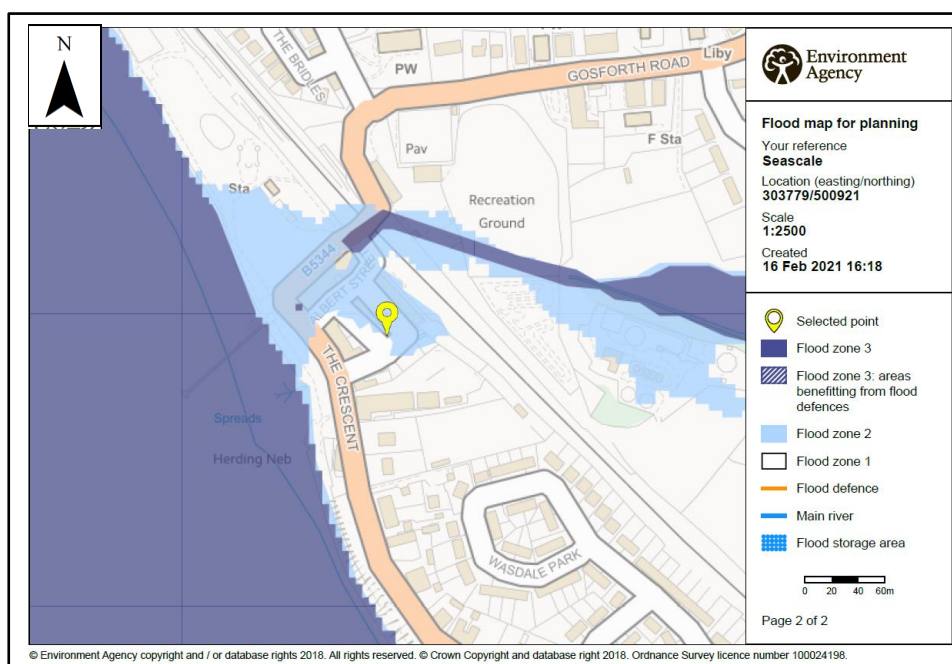 N
THE BRIDLES
PW
Liby
GOSFORTH ROAD
F Sta
Pav
Sta
Recreation
Ground
B5344
ALBERT STREET
THE CRESCENT
Spreads
Herding Neb
WASDALE PARK
Environment
Agency
Flood map for planning
Your reference
Seascale
Location (easting/northing)
303779/500921
Scale
1:2500
Created
16 Feb 2021 16:18
Selected point
Flood zone 3
Flood zone 3: areas
benefitting from flood
defences
Flood zone 2
Flood zone 1
Flood defence
Main river
Flood storage area
0 20 40 60m
Page 2 of 2
© Environment Agency copyright and / or database rights 2018. All rights reserved. © Crown Copyright and database right 2018. Ordnance Survey licence number 100024198.